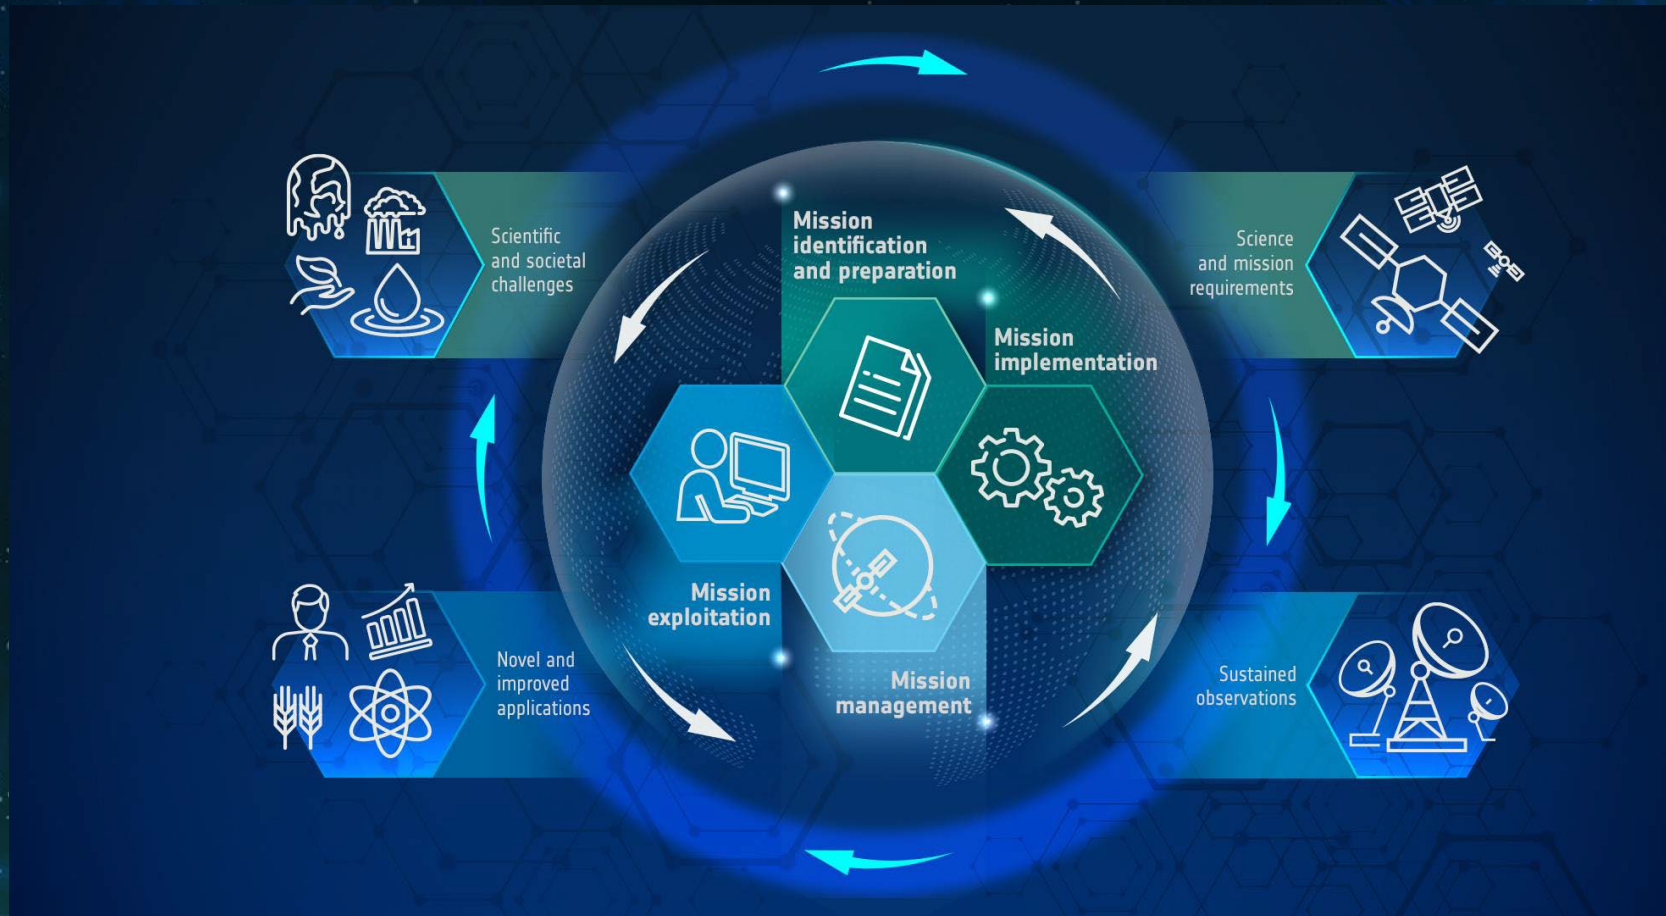 Scientific
and societal
challenges
Mission
identification
and preparation
Science
and mission
requirements
Mission
implementation
Mission
exploitation
Mission
management
Novel and
improved
applications
Sustained
observations